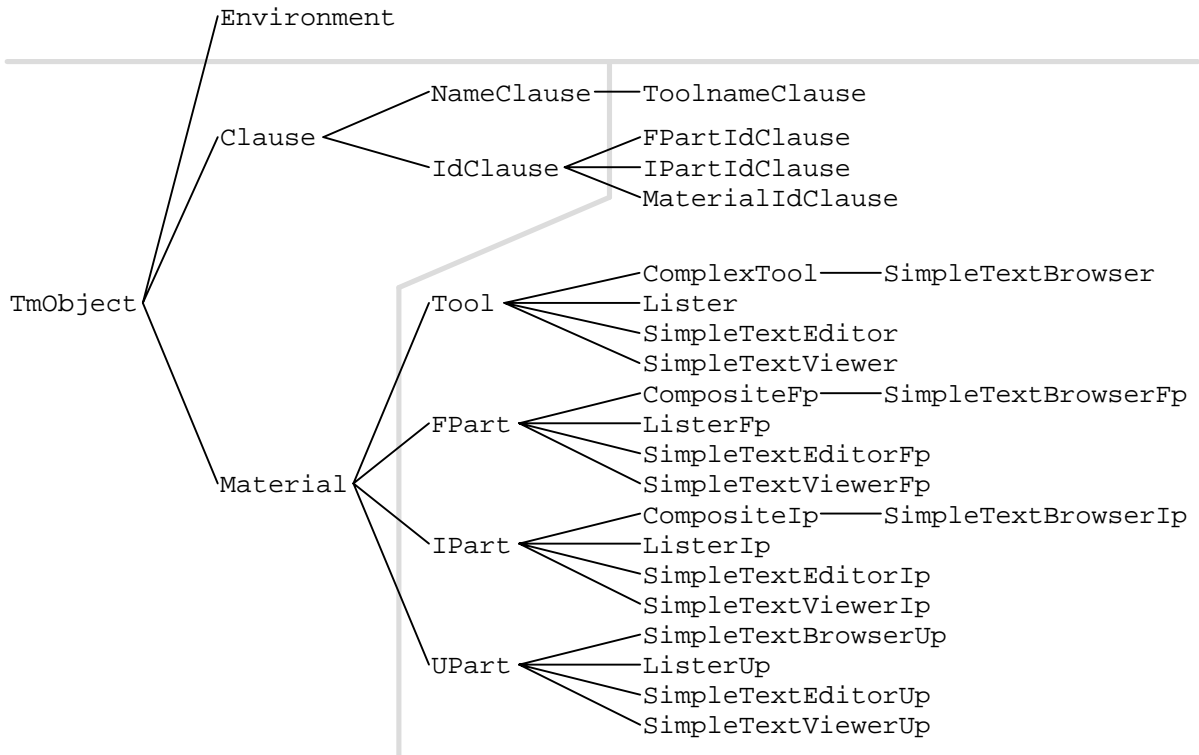 Environment
NameClause ToolnameClause
Clause FPartIdClause
IdClause IPartIdClause
MaterialIdClause
ComplexTool SimpleTextBrowser
TmObject Tool Lister
SimpleTextEditor
SimpleTextViewer
CompositeFp SimpleTextBrowserFp
FPart ListerFp
SimpleTextEditorFp
Material SimpleTextViewerFp
CompositeIp SimpleTextBrowserIp
IPart ListerIp
SimpleTextEditorIp
SimpleTextViewerIp
SimpleTextBrowserUp
UPart ListerUp
SimpleTextEditorUp
SimpleTextViewerUp